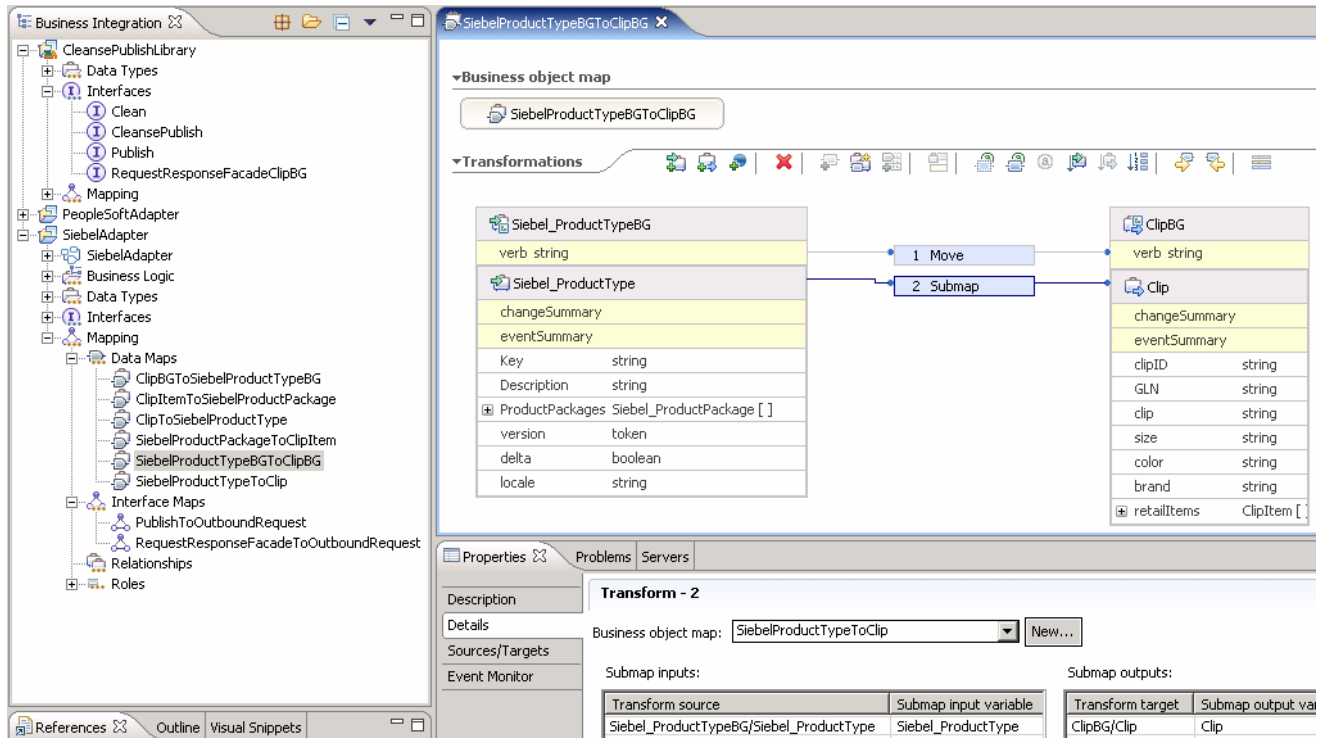 Business Integration
CleansePublishLibrary
Data Types
Interfaces
Clean
CleansePublish
Publish
RequestResponseFacadeClipBG
Mapping
PeopleSoftAdapter
SiebelAdapter
SiebelAdapter
Business Logic
Data Types
Interfaces
Mapping
Data Maps
ClipBGToSiebelProductTypeBG
ClipItemToSiebelProductPackage
ClipToSiebelProductType
SiebelProductPackageToClipItem
SiebelProductTypeBGToClipBG
SiebelProductTypeToClip
Interface Maps
PublishToOutboundRequest
RequestResponseFacadeToOutboundRequest
Relationships
Roles
References Outline Visual Snippets
SiebelProductTypeBGToClipBG
Business object map
SiebelProductTypeBGToClipBG
Transformations
Siebel_ProductTypeBG
verb string
Siebel_ProductType
changeSummary
eventSummary
Key string
Description string
ProductPackages Siebel_ProductPackage [ ]
version token
delta boolean
locale string
1 Move
2 Submap
ClipBG
verb string
Clip
changeSummary
eventSummary
clipID string
GLN string
clip string
size string
color string
brand string
retailItems ClipItem [ ]
Properties Problems Servers
Description
Details
Sources/Targets
Event Monitor
Transform - 2
Business object map: SiebelProductTypeToClip New...
Submap inputs: Submap outputs:
Transform source Submap input variable Transform target Submap output var
Siebel_ProductTypeBG/Siebel_ProductType Siebel_ProductType ClipBG/Clip Clip